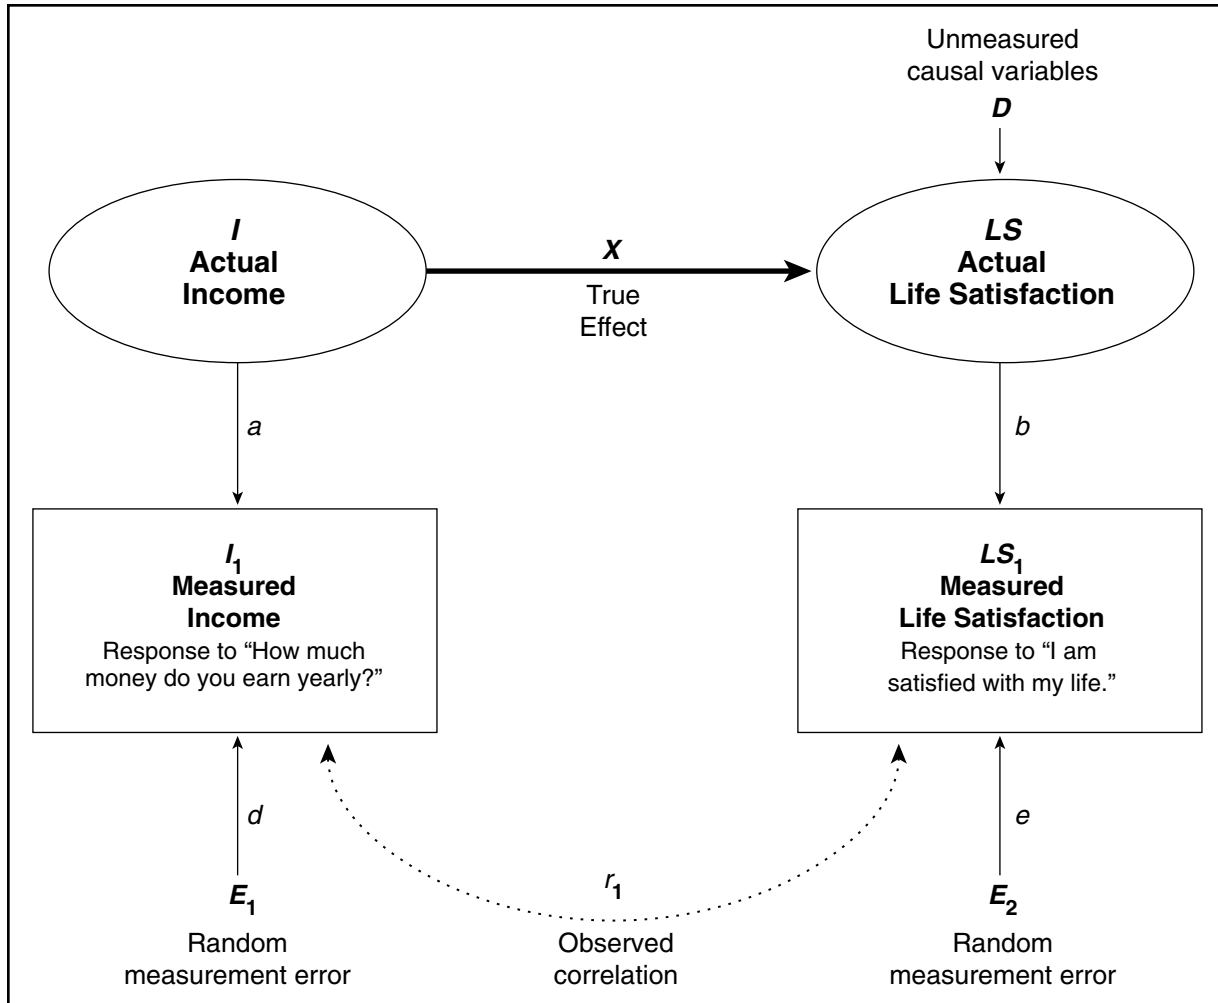 Unmeasured
causal variables
D
I
Actual
Income
X
True
Effect
LS
Actual
Life Satisfaction
a
b
I1
Measured
Income
Response to “How much
money do you earn yearly?”
LS1
Measured
Life Satisfaction
Response to “I am
satisfied with my life.”
d
e
E1
Random
measurement error
r1
Observed
correlation
E2
Random
measurement error